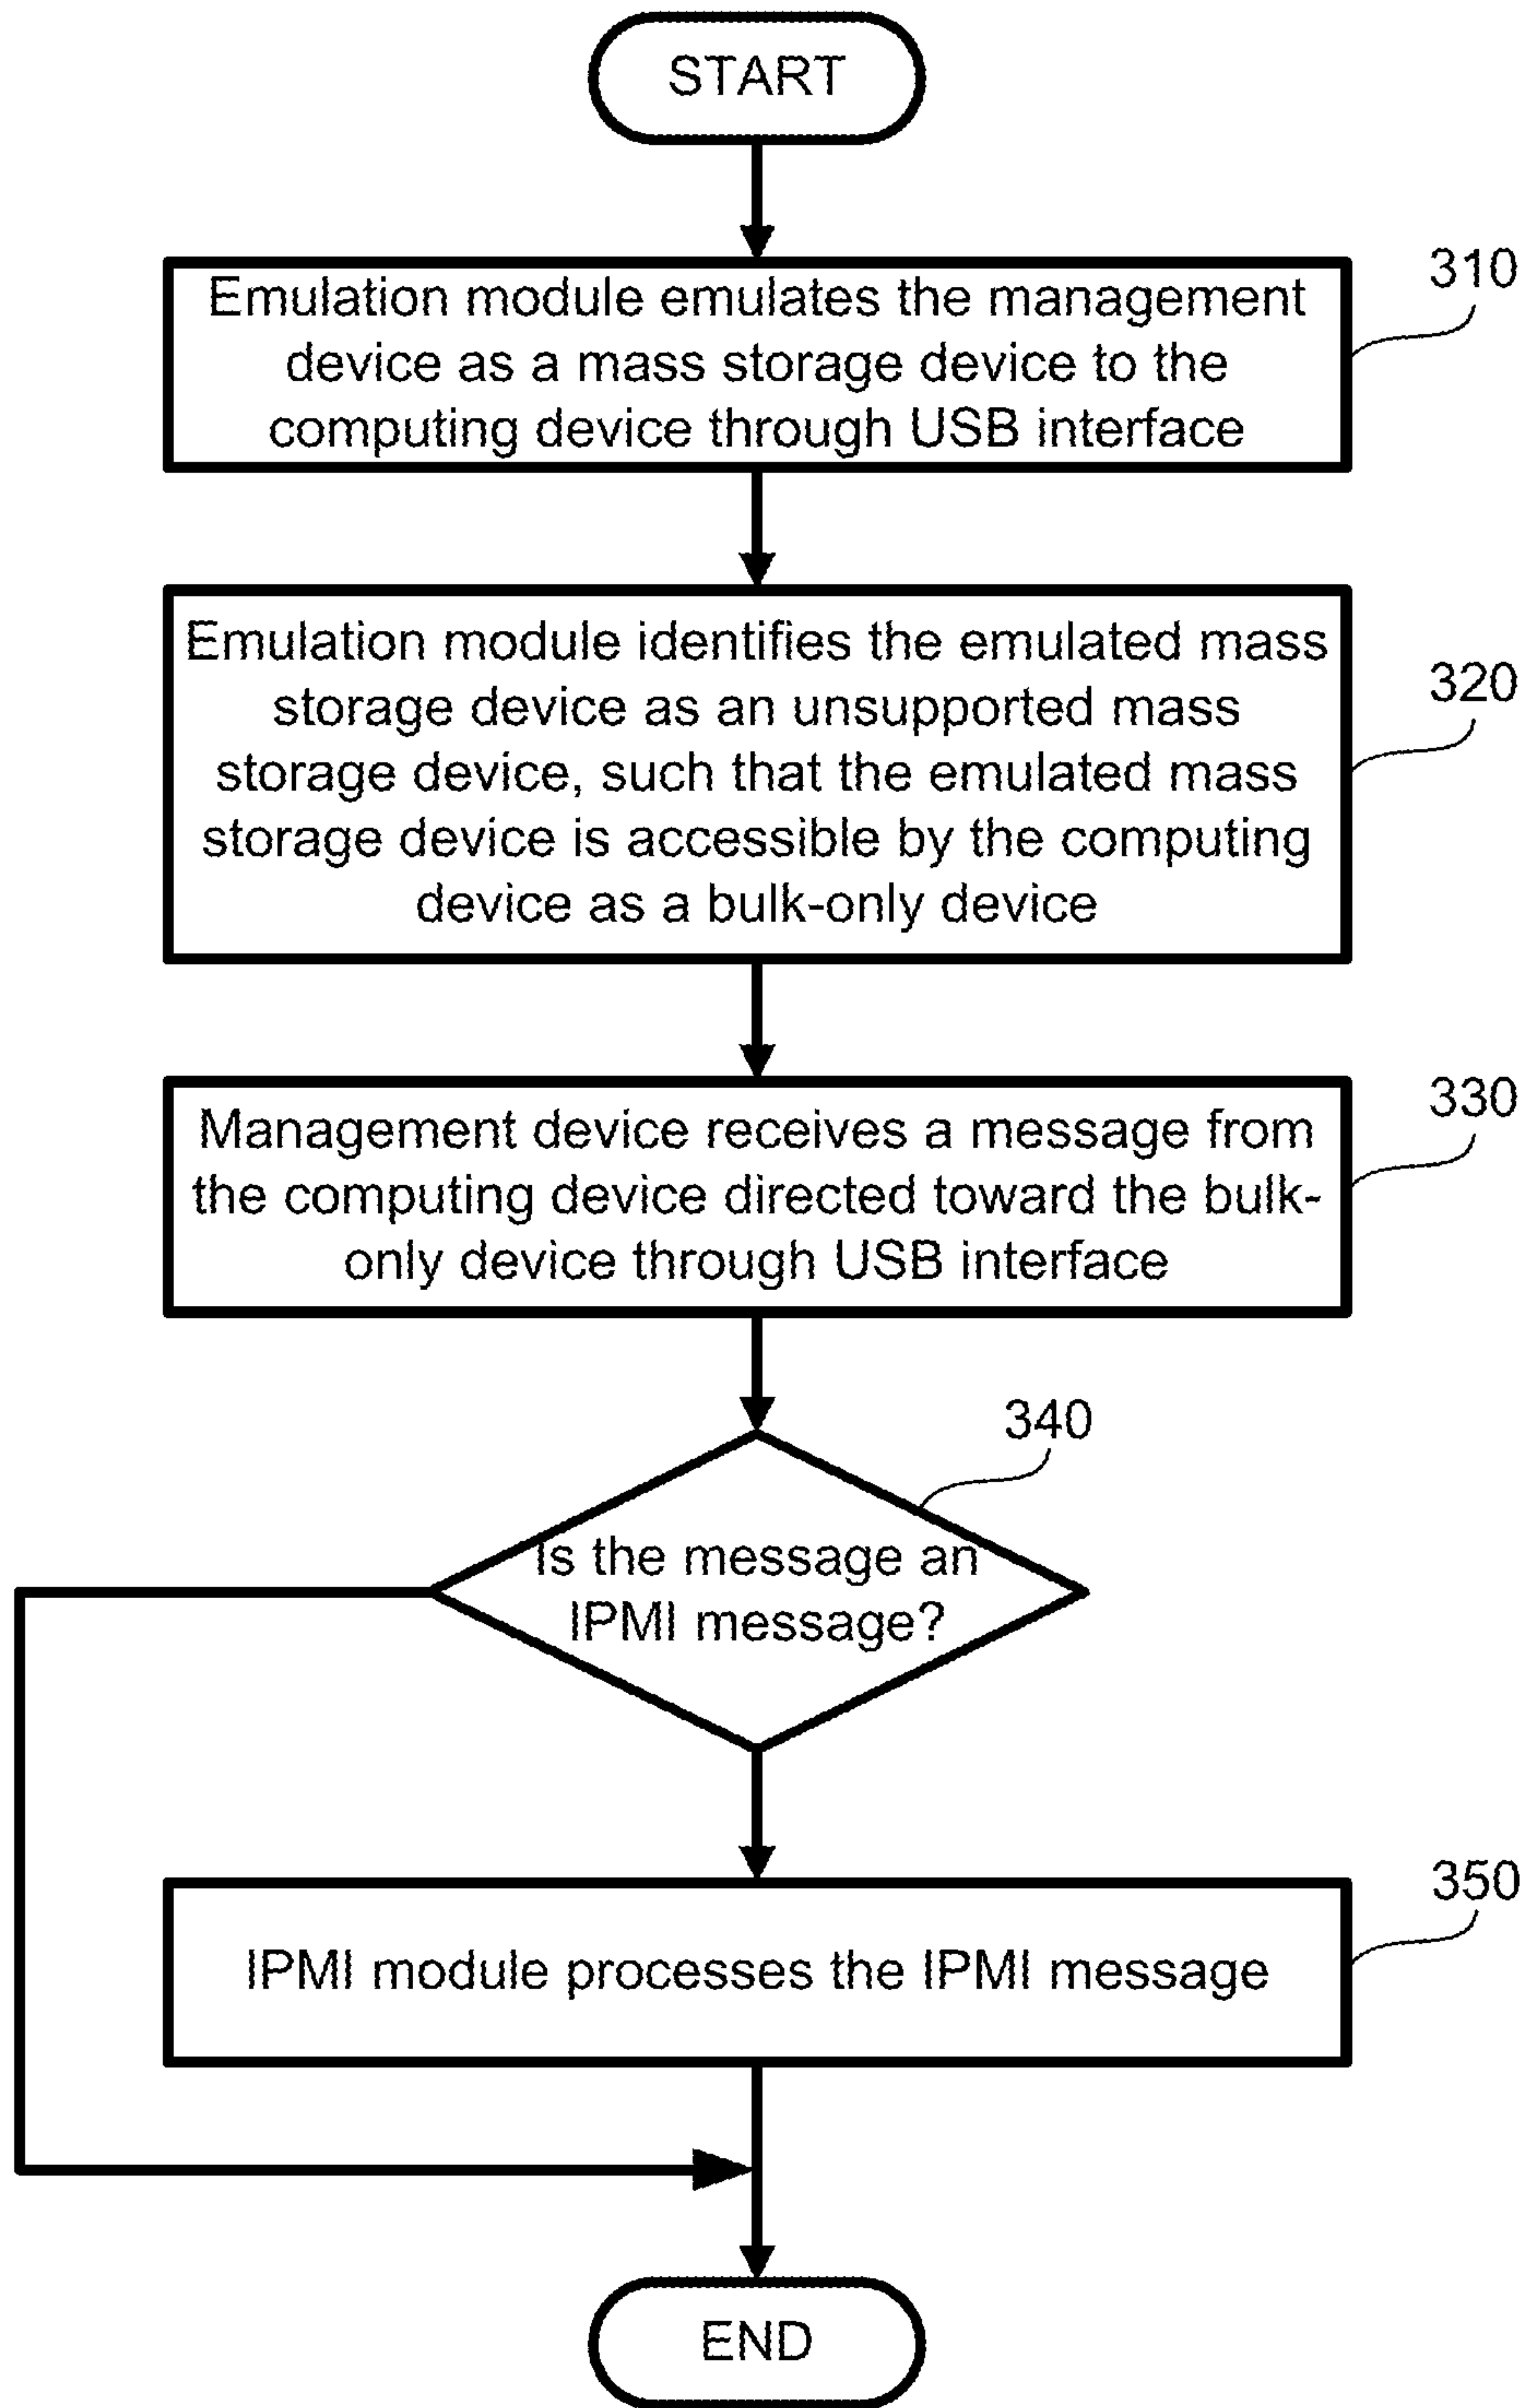 START
310
Emulation module emulates the management
device as a mass storage device to the
computing device through USB interface
320
Emulation module identifies the emulated mass
storage device as an unsupported mass
storage device, such that the emulated mass
storage device is accessible by the computing
device as a bulk-only device
330
Management device receives a message from
the computing device directed toward the bulk-
only device through USB interface
340
Is the message an
IPMI message?
350
IPMI module processes the IPMI message
END